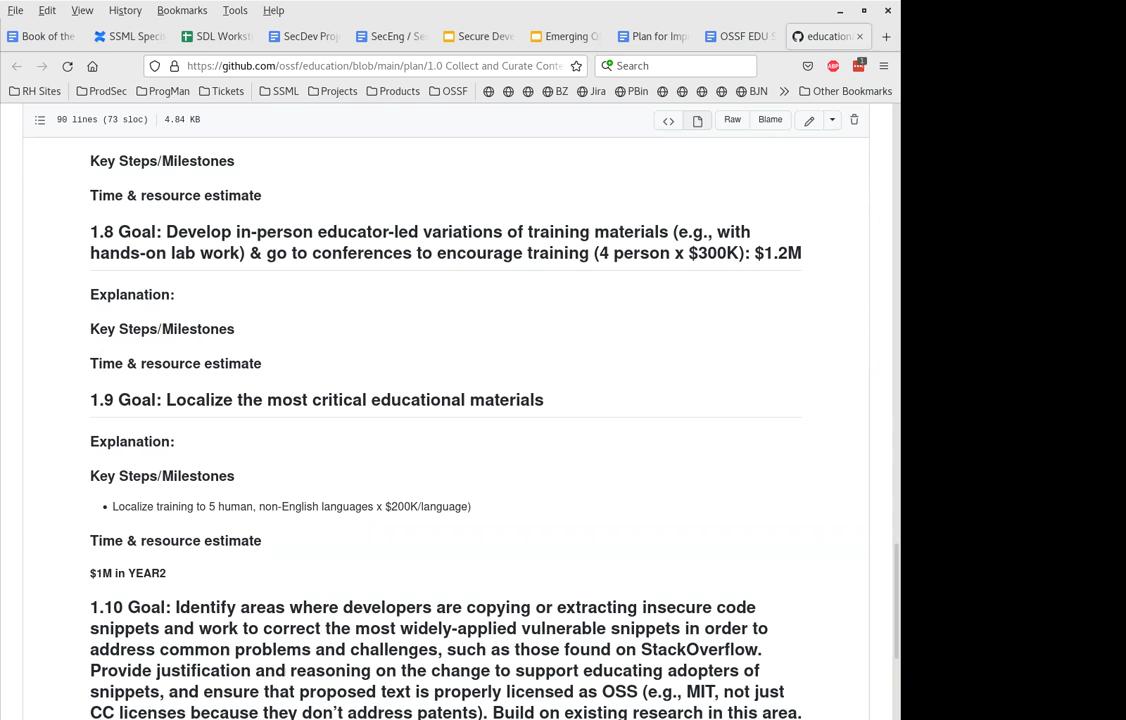 File Edit View History Bookmarks Tools Help
Book of the SSML Speci SDL Workst SecDev Proj SecEng / Se Secure Deve Emerging O Plan for Imp OSSF EDU S education
https://github.com/ossf/education/blob/main/plan/1.0 Collect and Curate Conte Search
RH Sites ProdSec ProgMan Tickets SSML Projects Products OSSF BZ Jira PBin BJN Other Bookmarks
90 lines (73 sloc) 4.84 KB Raw Blame
Key Steps/Milestones
Time & resource estimate
1.8 Goal: Develop in-person educator-led variations of training materials (e.g., with
hands-on lab work) & go to conferences to encourage training (4 person x $300K): $1.2M
Explanation:
Key Steps/Milestones
Time & resource estimate
1.9 Goal: Localize the most critical educational materials
Explanation:
Key Steps/Milestones
• Localize training to 5 human, non-English languages x $200K/language)
Time & resource estimate
$1M in YEAR2
1.10 Goal: Identify areas where developers are copying or extracting insecure code
snippets and work to correct the most widely-applied vulnerable snippets in order to
address common problems and challenges, such as those found on StackOverflow.
Provide justification and reasoning on the change to support educating adopters of
snippets, and ensure that proposed text is properly licensed as OSS (e.g., MIT, not just
CC licenses because they don't address patents). Build on existing research in this area.